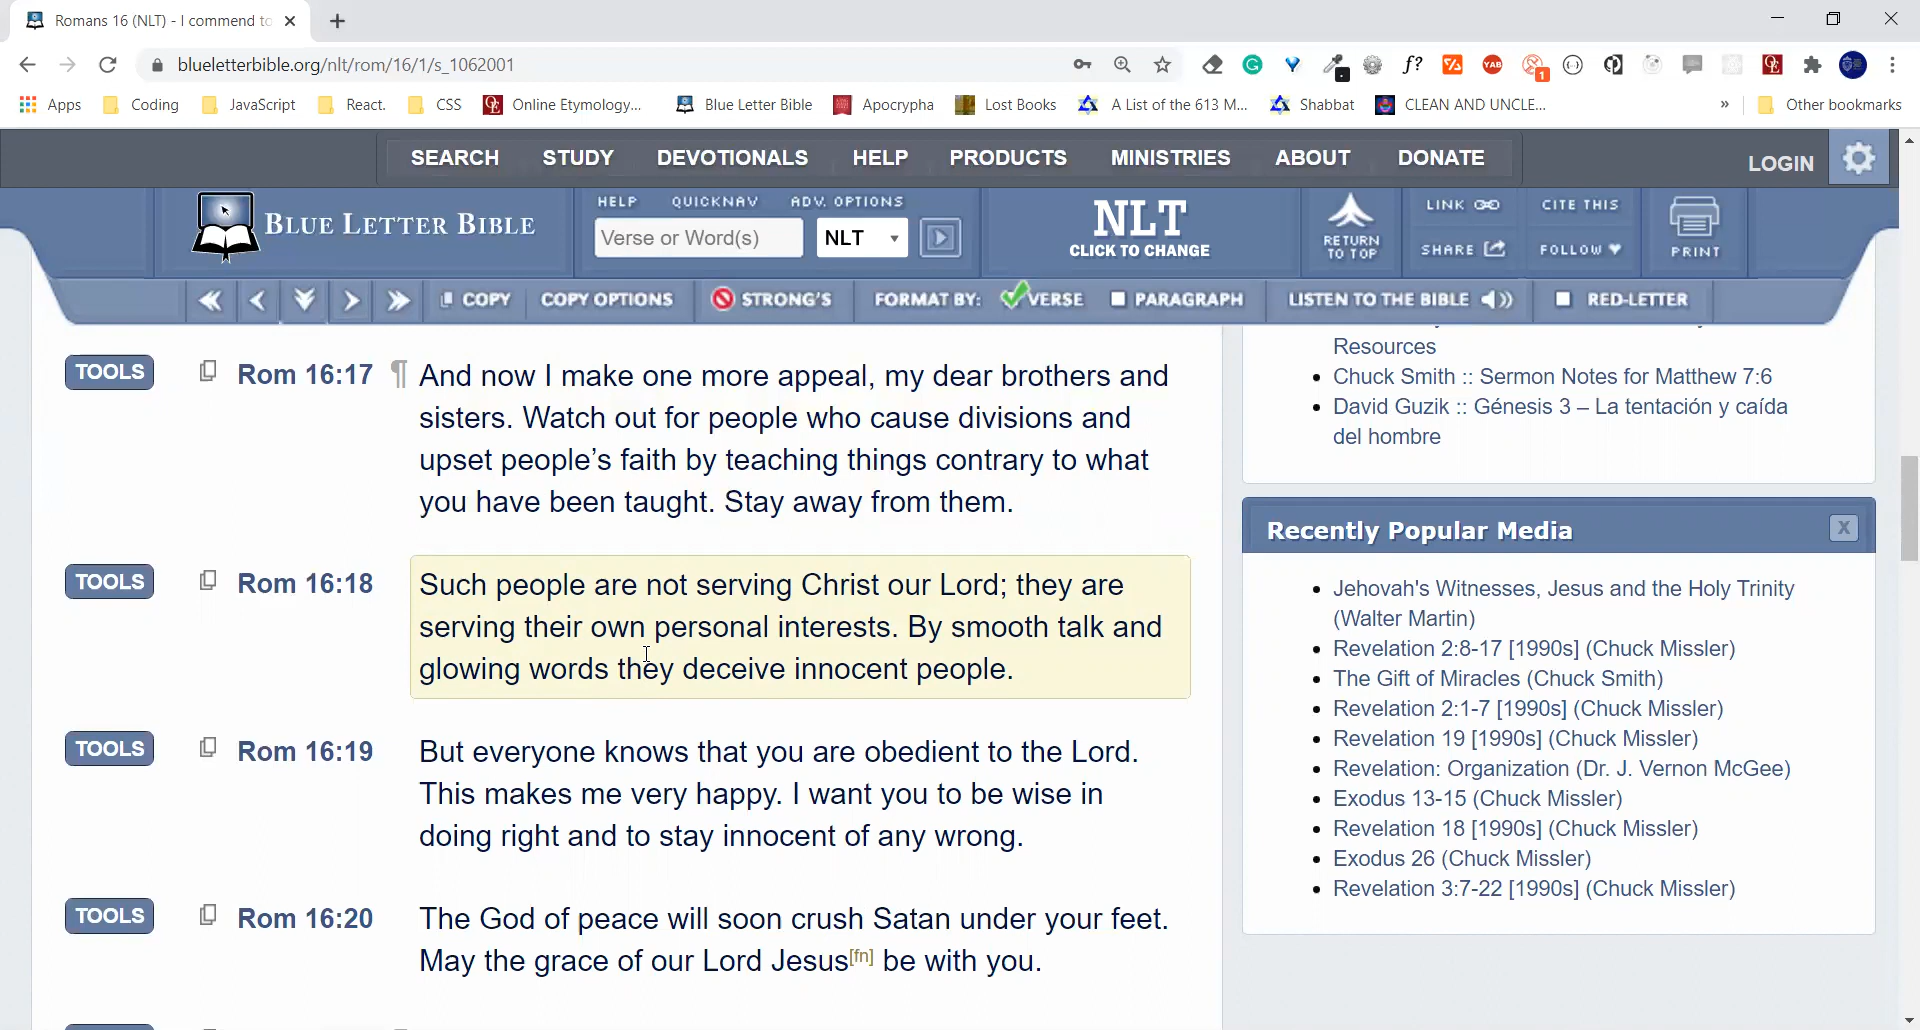 Romans 16 (NLT) - I commend to
blueletterbible.org/nlt/rom/16/1/s_1062001
f?
YAB
1
OE
Apps
Coding
JavaScript
React.
CSS
OE
Online Etymology...
Blue Letter Bible
Apocrypha
Lost Books
A List of the 613 M...
Shabbat
CLEAN AND UNCLE...
»
Other bookmarks
SEARCH STUDY DEVOTIONALS HELP PRODUCTS MINISTRIES ABOUT DONATE
LOGIN
BLUE LETTER BIBLE
HELP QUICKNAV ADV. OPTIONS
Verse or Word(s)
NLT
NLT
CLICK TO CHANGE
RETURN
TO TOP
LINK
CITE THIS
SHARE
FOLLOW
PRINT
COPY COPY OPTIONS STRONG'S FORMAT BY: VERSE PARAGRAPH LISTEN TO THE BIBLE RED-LETTER
TOOLS
Rom 16:17
¶ And now I make one more appeal, my dear brothers and
sisters. Watch out for people who cause divisions and
upset people’s faith by teaching things contrary to what
you have been taught. Stay away from them.
TOOLS
Rom 16:18
Such people are not serving Christ our Lord; they are
serving their own personal interests. By smooth talk and
glowing words they deceive innocent people.
TOOLS
Rom 16:19
But everyone knows that you are obedient to the Lord.
This makes me very happy. I want you to be wise in
doing right and to stay innocent of any wrong.
TOOLS
Rom 16:20
The God of peace will soon crush Satan under your feet.
May the grace of our Lord Jesus[fn] be with you.
Resources
Chuck Smith :: Sermon Notes for Matthew 7:6
David Guzik :: Génesis 3 – La tentación y caída
del hombre
Recently Popular Media
X
Jehovah's Witnesses, Jesus and the Holy Trinity
(Walter Martin)
Revelation 2:8-17 [1990s] (Chuck Missler)
The Gift of Miracles (Chuck Smith)
Revelation 2:1-7 [1990s] (Chuck Missler)
Revelation 19 [1990s] (Chuck Missler)
Revelation: Organization (Dr. J. Vernon McGee)
Exodus 13-15 (Chuck Missler)
Revelation 18 [1990s] (Chuck Missler)
Exodus 26 (Chuck Missler)
Revelation 3:7-22 [1990s] (Chuck Missler)